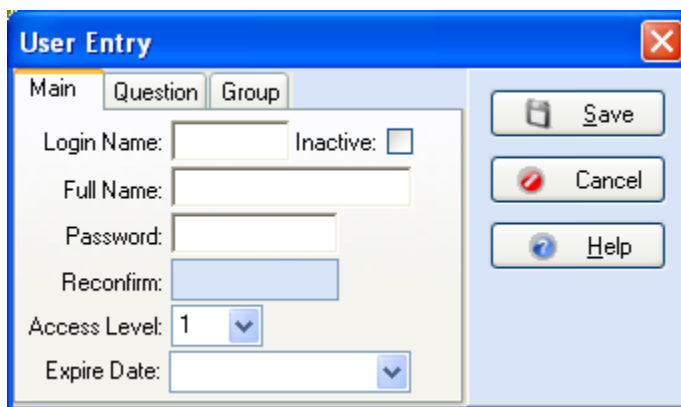 User Entry
Main Question Group
Login Name: Inactive:
Full Name:
Password:
Reconfirm:
Access Level: 1
Expire Date:
Save
Cancel
Help